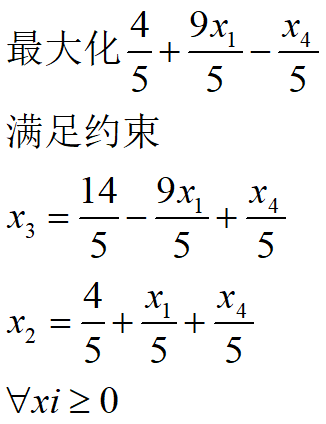 最大化 4/5 + 9x₁/5 − x₄/5
满足约束
x₃ = 14/5 − 9x₁/5 + x₄/5
x₂ = 4/5 + x₁/5 + x₄/5
∀xi ≥ 0